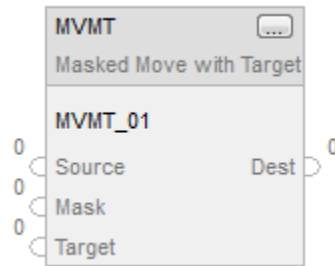 MVMT ...
Masked Move with Target
MVMT_01
0 0
Source Dest
0
Mask
0
Target